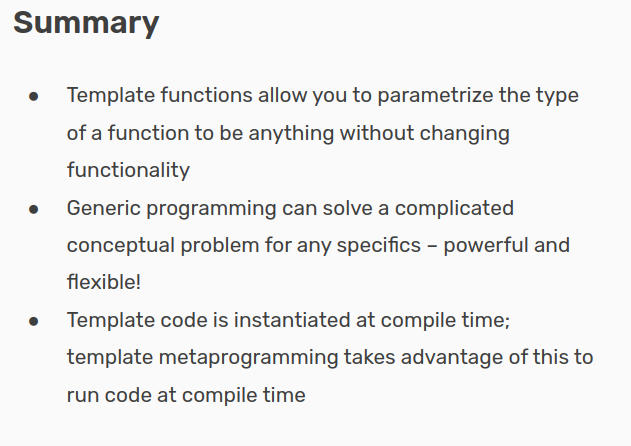 Summary
● Template functions allow you to parametrize the type
of a function to be anything without changing
functionality
● Generic programming can solve a complicated
conceptual problem for any specifics – powerful and
flexible!
● Template code is instantiated at compile time;
template metaprogramming takes advantage of this to
run code at compile time